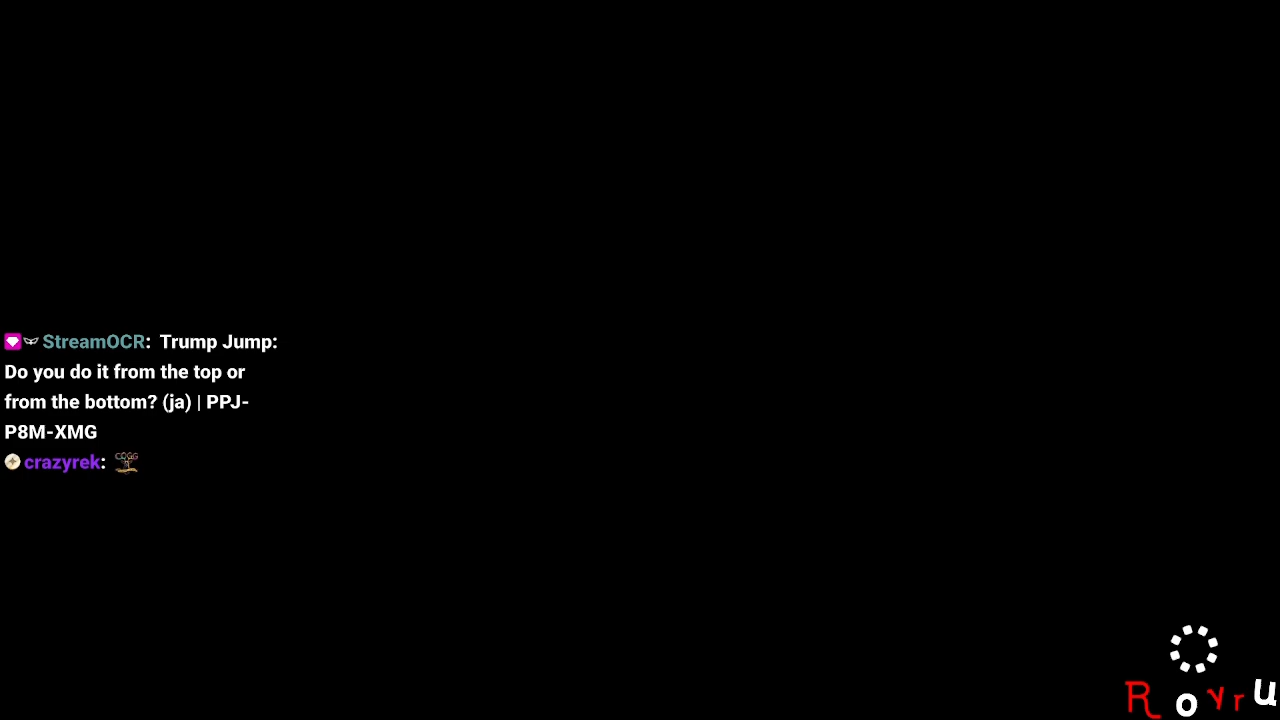 StreamOCR: Trump Jump:
Do you do it from the top or
from the bottom? (ja) | PPJ-
P8M-XMG
crazyrek: COGG
R o y r u